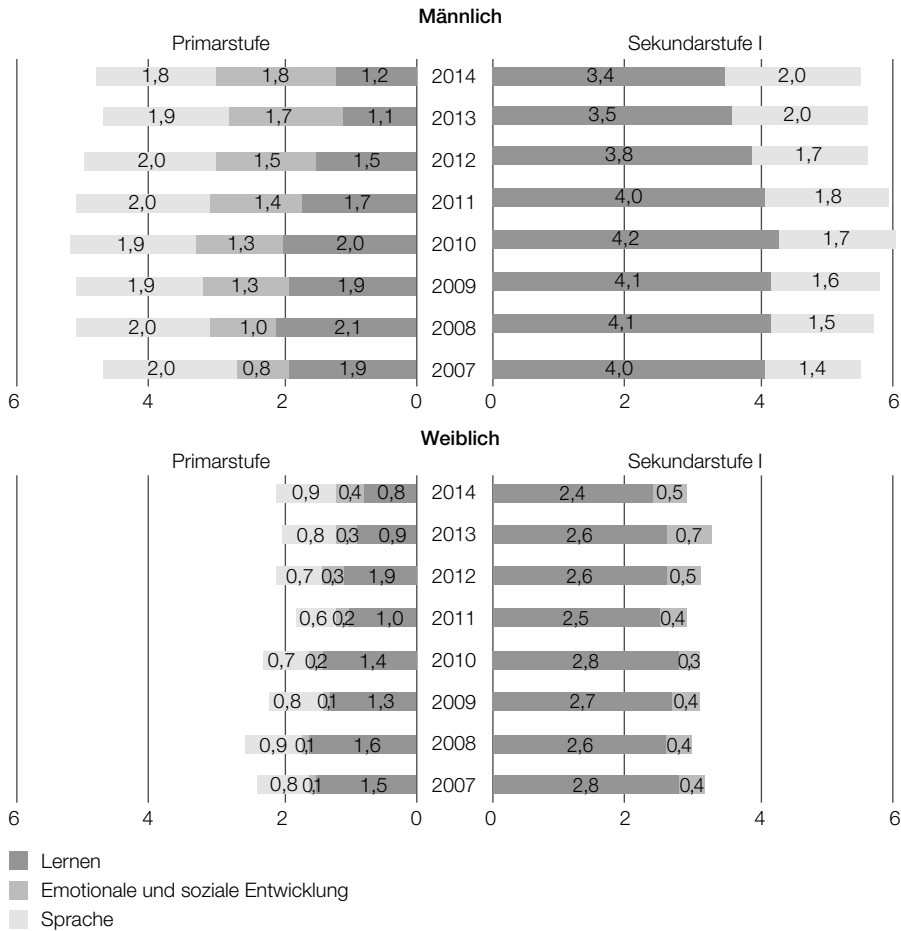 Männlich
Primarstufe Sekundarstufe I
1,8 1,8 1,2 2014 3,4 2,0
1,9 1,7 1,1 2013 3,5 2,0
2,0 1,5 1,5 2012 3,8 1,7
2,0 1,4 1,7 2011 4,0 1,8
1,9 1,3 2,0 2010 4,2 1,7
1,9 1,3 1,9 2009 4,1 1,6
2,0 1,0 2,1 2008 4,1 1,5
2,0 0,8 1,9 2007 4,0 1,4
6 4 2 0 0 2 4 6
Weiblich
Primarstufe Sekundarstufe I
0,9 0,4 0,8 2014 2,4 0,5
0,8 0,3 0,9 2013 2,6 0,7
0,7 0,3 1,9 2012 2,6 0,5
0,6 0,2 1,0 2011 2,5 0,4
0,7 0,2 1,4 2010 2,8 0,3
0,8 0,1 1,3 2009 2,7 0,4
0,9 0,1 1,6 2008 2,6 0,4
0,8 0,1 1,5 2007 2,8 0,4
6 4 2 0 0 2 4 6
Lernen
Emotionale und soziale Entwicklung
Sprache